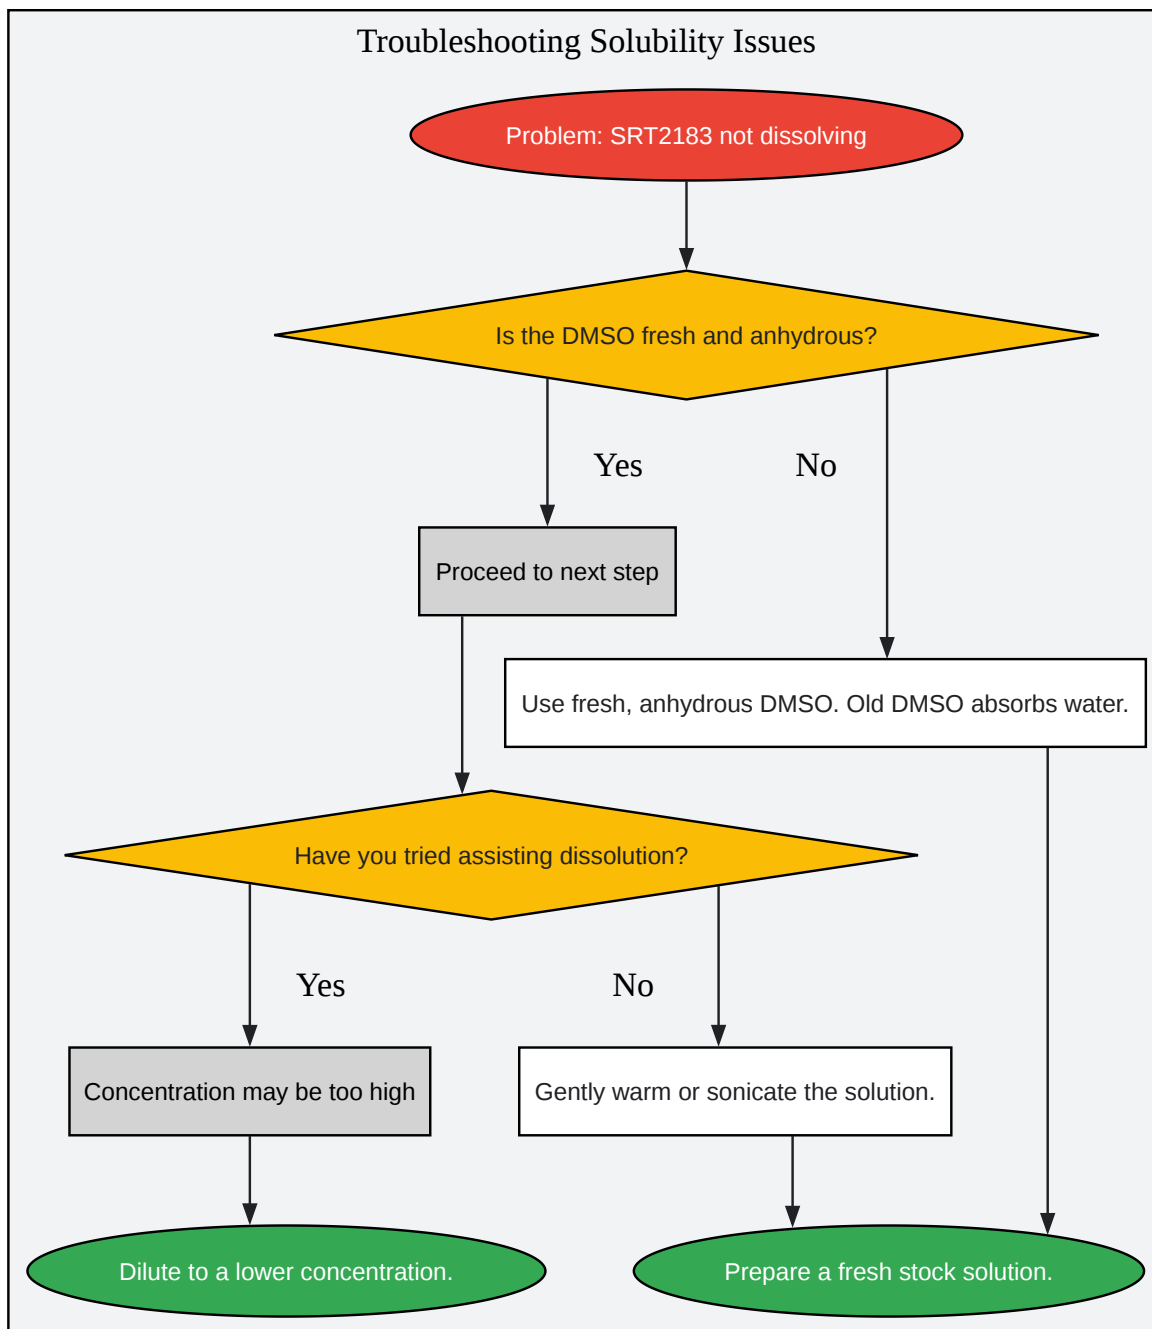 Troubleshooting Solubility Issues
Problem: SRT2183 not dissolving
Is the DMSO fresh and anhydrous?
Yes
No
Proceed to next step
Use fresh, anhydrous DMSO. Old DMSO absorbs water.
Have you tried assisting dissolution?
Yes
No
Concentration may be too high
Gently warm or sonicate the solution.
Dilute to a lower concentration.
Prepare a fresh stock solution.